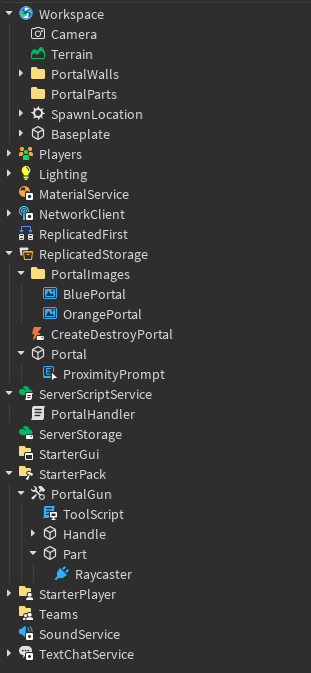 Workspace
Camera
Terrain
PortalWalls
PortalParts
SpawnLocation
Baseplate
Players
Lighting
MaterialService
NetworkClient
ReplicatedFirst
ReplicatedStorage
PortalImages
BluePortal
OrangePortal
CreateDestroyPortal
Portal
ProximityPrompt
ServerScriptService
PortalHandler
ServerStorage
StarterGui
StarterPack
PortalGun
ToolScript
Handle
Part
Raycaster
StarterPlayer
Teams
SoundService
TextChatService